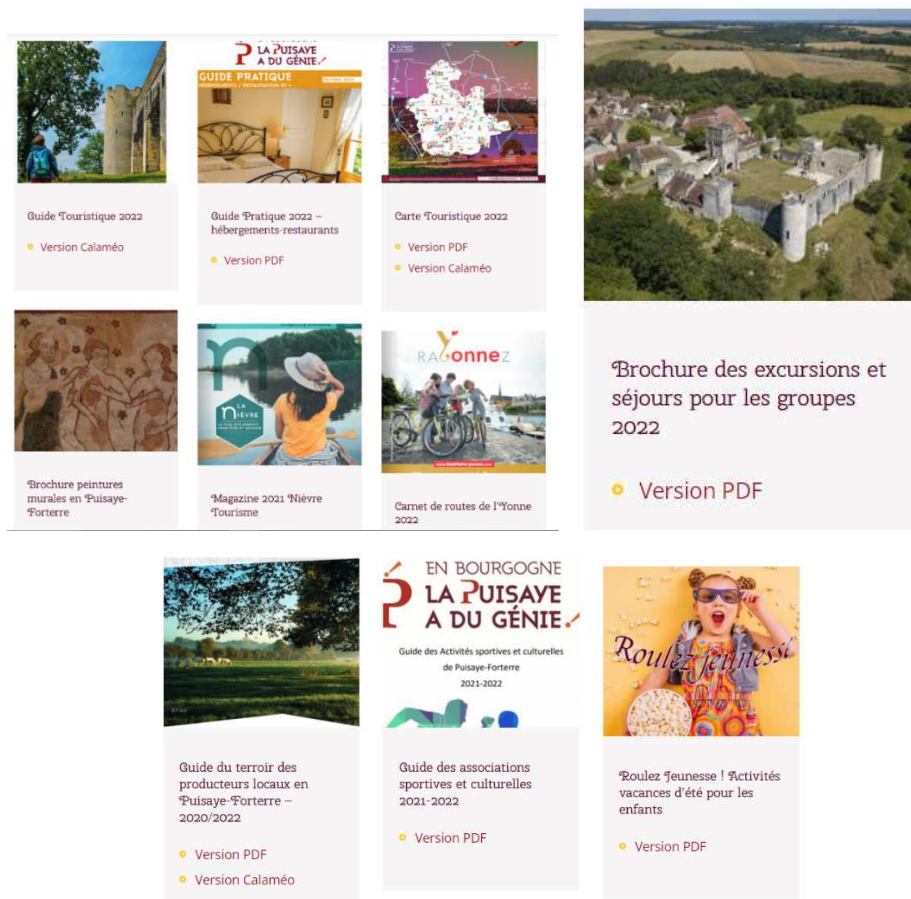 LA PUISAYE
A DU GÉNIE
GUIDE PRATIQUE
Guide Touristique 2022
Version Calaméo
Guide Pratique 2022 –
hébergements-restaurants
Version PDF
Carte Touristique 2022
Version PDF
Version Calaméo
Brochure peintures
murales en Puisaye-
Forterre
n
LA
NIÈVRE
Magazine 2021 Nièvre
Tourisme
onnez
Carnet de routes de l'Yonne
2022
Brochure des excursions et
séjours pour les groupes
2022
Version PDF
Guide du terroir des
producteurs locaux en
Puisaye-Forterre –
2020/2022
Version PDF
Version Calaméo
EN BOURGOGNE
LA PUISAYE
A DU GÉNIE!
Guide des Activités sportives et culturelles
de Puisaye-Forterre
2021-2022
Guide des associations
sportives et culturelles
2021-2022
Version PDF
Roulez jeunesse
Roulez Jeunesse ! Activités
vacances d'été pour les
enfants
Version PDF